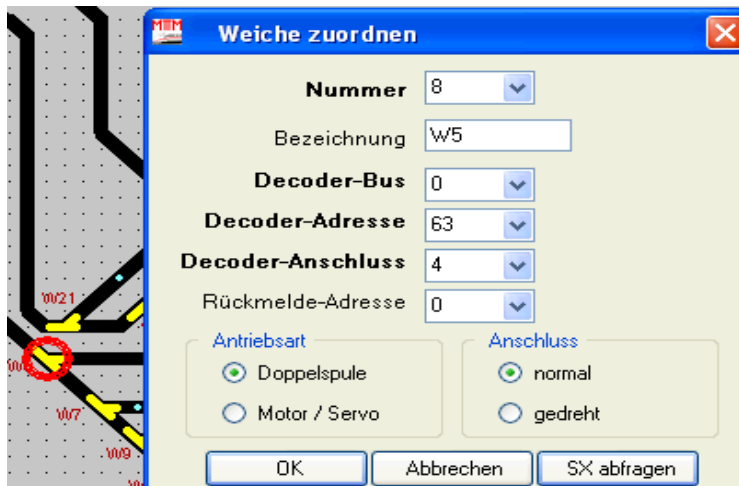 Weiche zuordnen
Nummer 8
Bezeichnung W5
Decoder-Bus 0
Decoder-Adresse 63
Decoder-Anschluss 4
Rückmelde-Adresse 0
Antriebsart Anschluss
Doppelspule normal
Motor / Servo gedreht
OK Abbrechen SX abfragen
W21
W7
W9